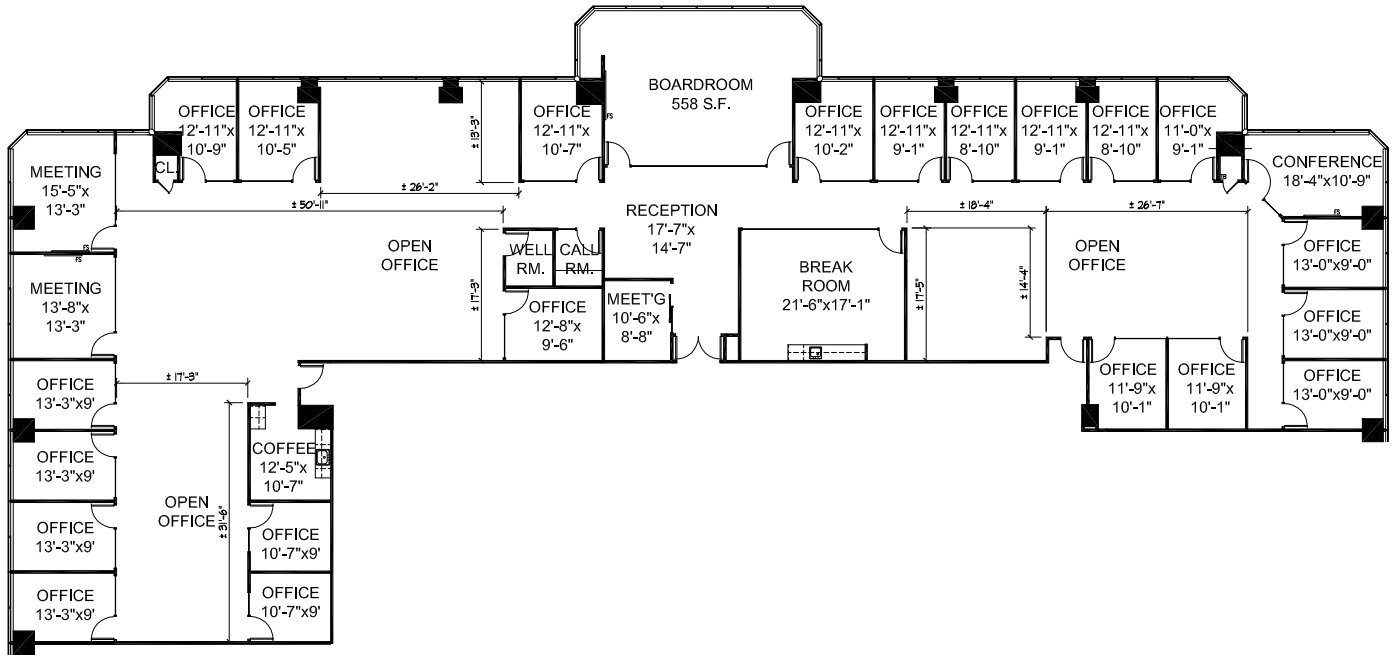 BOARDROOM
558 S.F.
FS
OFFICE
12'-11"x
10'-9"
OFFICE
12'-11"x
10'-5"
± 13'-3"
OFFICE
12'-11"x
10'-7"
OFFICE
12'-11"x
10'-2"
OFFICE
12'-11"x
9'-1"
OFFICE
12'-11"x
8'-10"
OFFICE
12'-11"x
9'-1"
OFFICE
12'-11"x
8'-10"
OFFICE
11'-0"x
9'-1"
CL.
MEETING
15'-5"x
13'-3"
FS
CONFERENCE
18'-4"x10'-9"
FS
± 26'-2"
± 50'-11"
RECEPTION
17'-7"x
14'-7"
± 18'-4"
± 26'-7"
OPEN
OFFICE
WELL
RM.
CALL
RM.
± 17'-3"
BREAK
ROOM
21'-6"x17'-1"
± 17'-5"
± 14'-4"
OPEN
OFFICE
OFFICE
13'-0"x9'-0"
FS
MEETING
13'-8"x
13'-3"
OFFICE
12'-8"x
9'-6"
MEET'G
10'-6"x
8'-8"
OFFICE
13'-0"x9'-0"
OFFICE
13'-3"x9'
± 17'-3"
OFFICE
11'-9"x
10'-1"
OFFICE
11'-9"x
10'-1"
OFFICE
13'-0"x9'-0"
OFFICE
13'-3"x9'
COFFEE
12'-5"x
10'-7"
OPEN
OFFICE
± 31'-6"
OFFICE
13'-3"x9'
OFFICE
10'-7"x9'
OFFICE
13'-3"x9'
OFFICE
10'-7"x9'